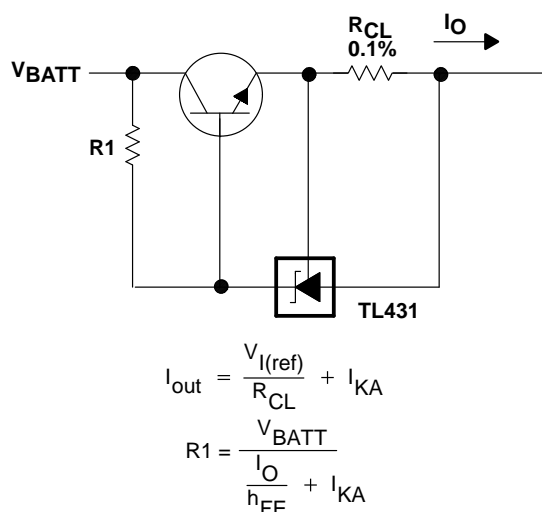 R_CL
0.1%
I_O
V_BATT
R1
TL431
I_out = V_I(ref) / R_CL + I_KA
R1 = V_BATT / (I_O / h_FE + I_KA)